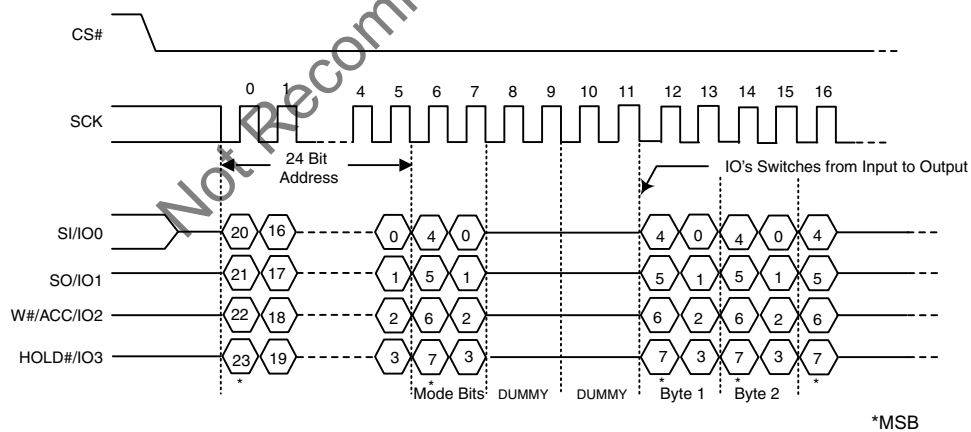 Not Recom
CS#
0 1 4 5 6 7 8 9 10 11 12 13 14 15 16
SCK
24 Bit
Address
IO's Switches from Input to Output
SI/IO0 20 16 0 4 0 4 0 4 0 4
SO/IO1 21 17 1 5 1 5 1 5 1 5
W#/ACC/IO2 22 18 2 6 2 6 2 6 2 6
HOLD#/IO3 23 19 3 7 3 7 3 7 3 7
* * * * *
Mode Bits DUMMY DUMMY Byte 1 Byte 2
*MSB